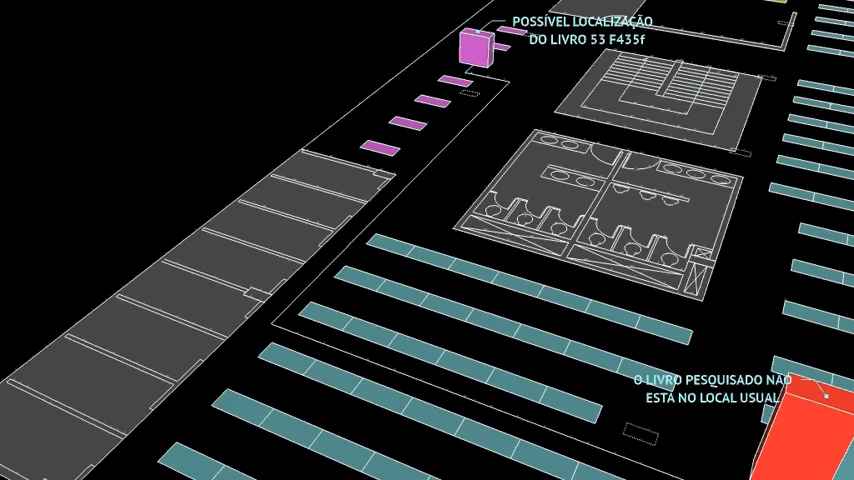 POSSÍVEL LOCALIZAÇÃO
DO LIVRO 53 F435f
O LIVRO PESQUISADO NÃO
ESTÁ NO LOCAL USUAL